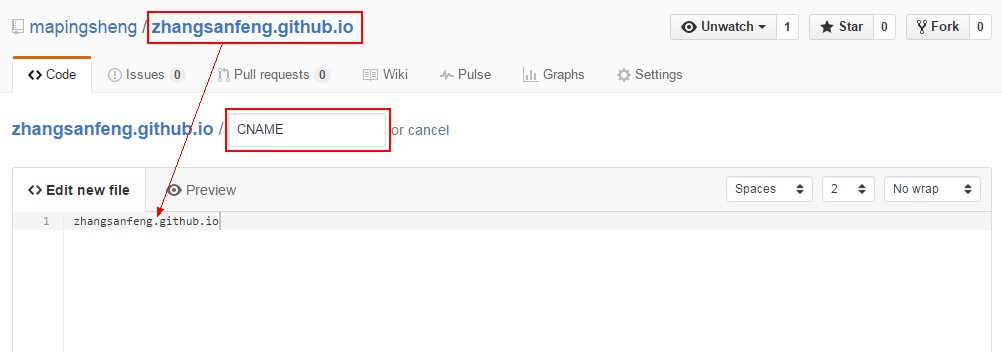 mapingsheng / zhangsanfeng.github.io Unwatch 1 Star 0 Fork 0
Code Issues 0 Pull requests 0 Wiki Pulse Graphs Settings
zhangsanfeng.github.io / CNAME or cancel
Edit new file Preview Spaces 2 No wrap
1 zhangsanfeng.github.io